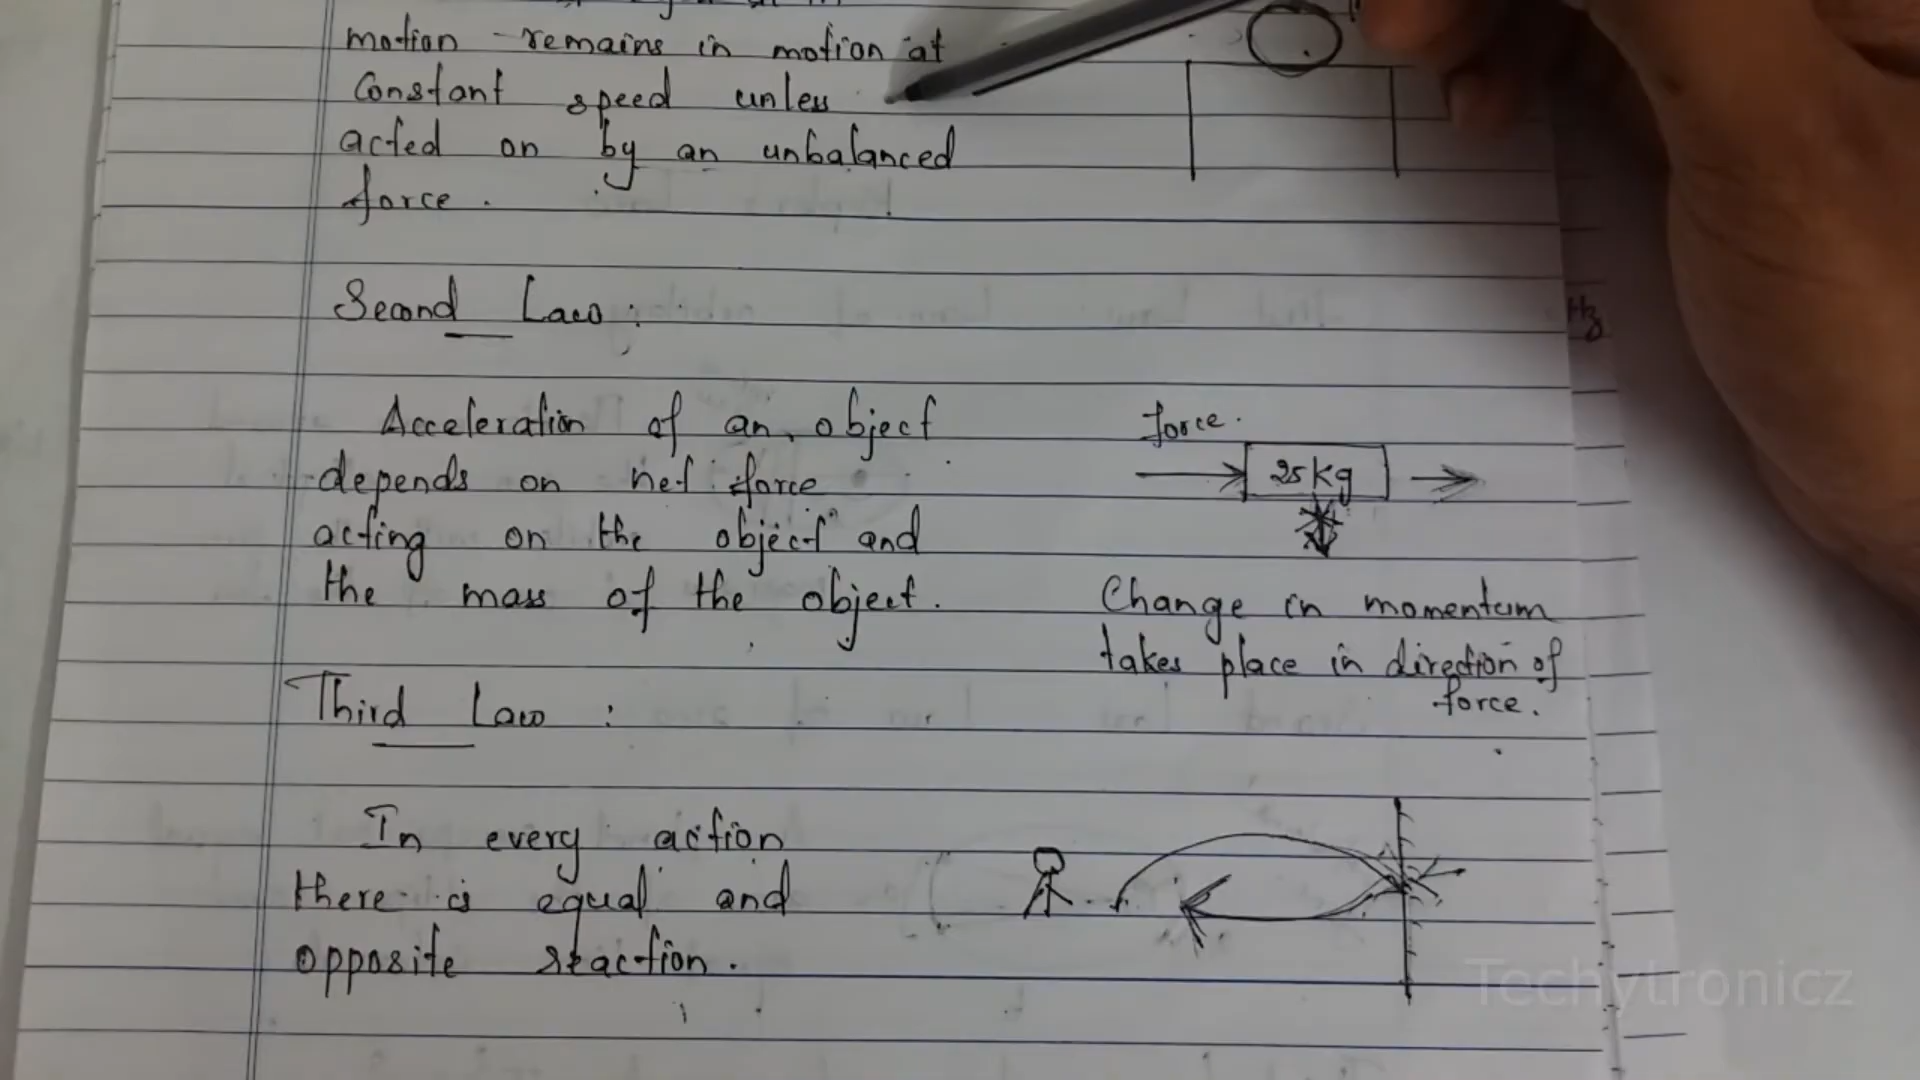 motion remains in motion at
Constant speed unless
acted on by an unbalanced
force.
Second Law:
Acceleration of an object
depends on net force
acting on the object and
the mass of the object.
force.
25kg
Change in momentum
takes place in direction of
force.
Third Law:
In every action
there is equal and
opposite reaction.
Techytronicz